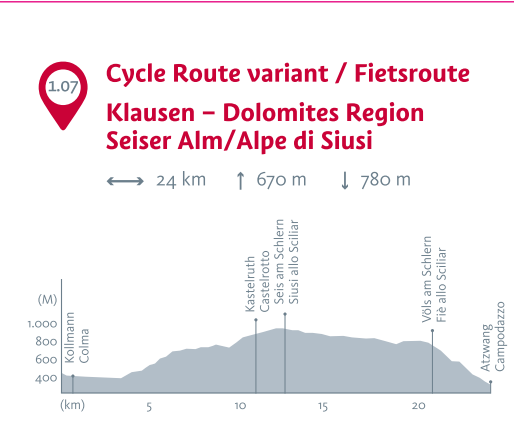 1.07
Cycle Route variant / Fietsroute
Klausen – Dolomites Region
Seiser Alm/Alpe di Siusi
24 km 670 m 780 m
(M)
1.000
800
600
400
Kollmann
Colma
Kastelruth
Castelrotto
Seis am Schlern
Siusi allo Sciliar
Völs am Schlern
Fiè allo Sciliar
Atzwang
Campodazzo
(km) 5 10 15 20